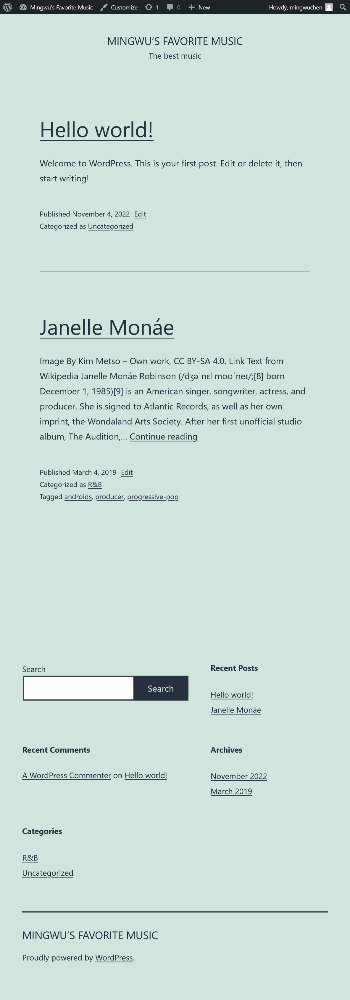 Mingwu’s Favorite Music Customize 1 0 New Howdy, mingwuchen
MINGWU’S FAVORITE MUSIC
The best music
Hello world!
Welcome to WordPress. This is your first post. Edit or delete it, then
start writing!
Published November 4, 2022 Edit
Categorized as Uncategorized
Janelle Monáe
Image By Kim Metso – Own work, CC BY-SA 4.0, Link Text from
Wikipedia Janelle Monáe Robinson (/dʒəˈnɛl moʊˈneɪ/;[8] born
December 1, 1985)[9] is an American singer, songwriter, actress, and
producer. She is signed to Atlantic Records, as well as her own
imprint, the Wondaland Arts Society. After her first unofficial studio
album, The Audition,… Continue reading
Published March 4, 2019 Edit
Categorized as R&B
Tagged androids, producer, progressive-pop
Search
Search
Recent Posts
Hello world!
Janelle Monáe
Recent Comments
A WordPress Commenter on Hello world!
Archives
November 2022
March 2019
Categories
R&B
Uncategorized
MINGWU’S FAVORITE MUSIC
Proudly powered by WordPress.